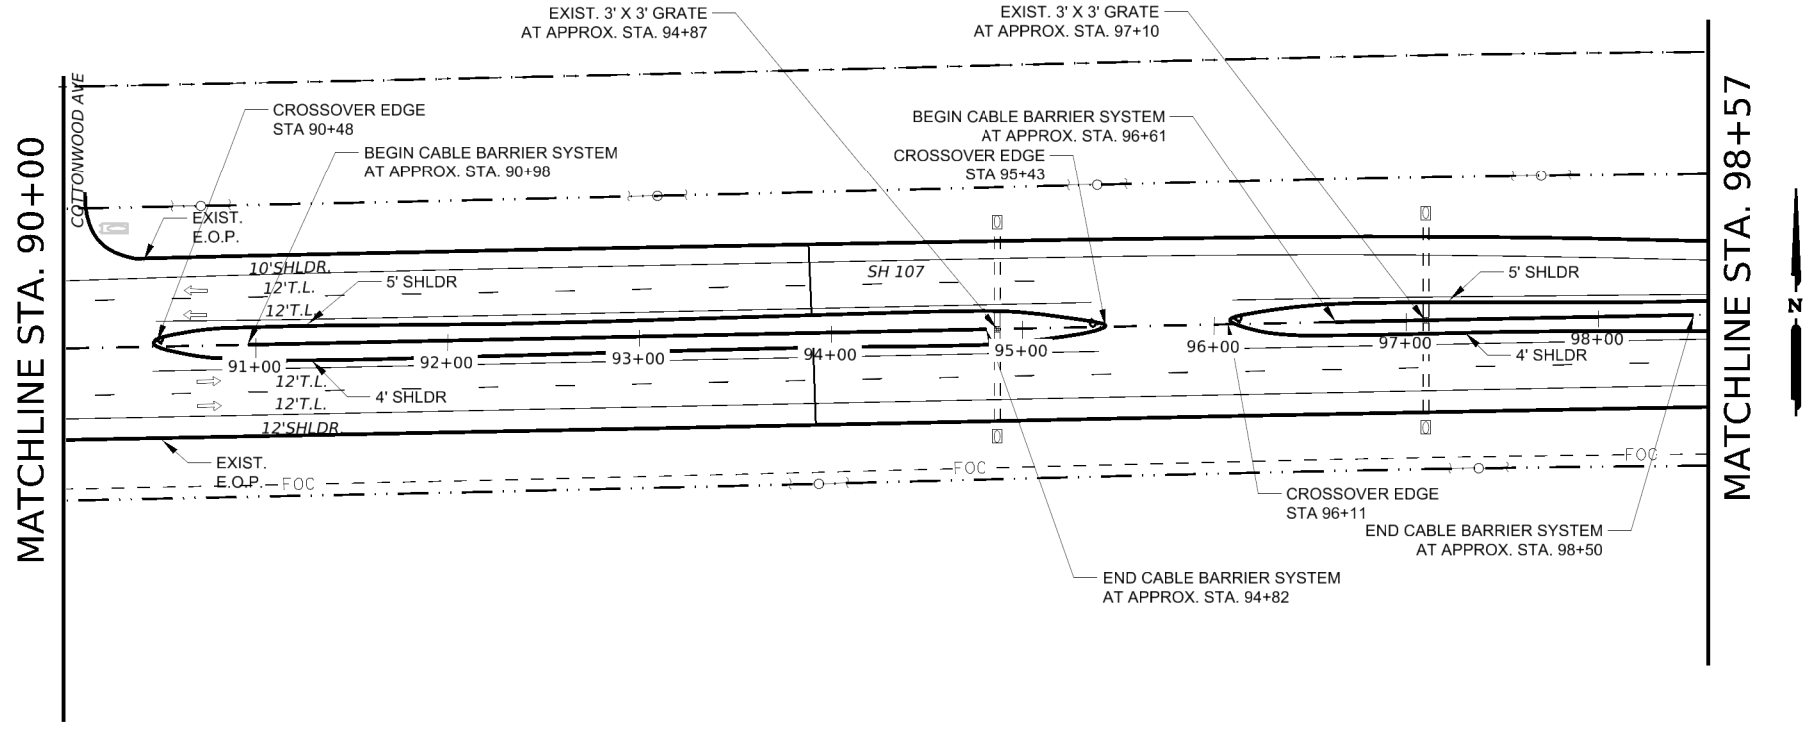 EXIST. 3' X 3' GRATE
AT APPROX. STA. 94+87
EXIST. 3' X 3' GRATE
AT APPROX. STA. 97+10
MATCHLINE STA. 90+00
COTTONWOOD AVE
CROSSOVER EDGE
STA 90+48
BEGIN CABLE BARRIER SYSTEM
AT APPROX. STA. 90+98
BEGIN CABLE BARRIER SYSTEM
AT APPROX. STA. 96+61
CROSSOVER EDGE
STA 95+43
MATCHLINE STA. 98+57
EXIST.
E.O.P.
10'SHLDR.
12'T.L.
5' SHLDR
12'T.L.
SH 107
5' SHLDR
N
91+00
92+00
93+00
94+00
95+00
96+00
97+00
98+00
4' SHLDR
12'T.L.
4' SHLDR
12'T.L.
12'SHLDR.
EXIST.
E.O.P.
FOC
FOC
FOC
CROSSOVER EDGE
STA 96+11
END CABLE BARRIER SYSTEM
AT APPROX. STA. 98+50
END CABLE BARRIER SYSTEM
AT APPROX. STA. 94+82